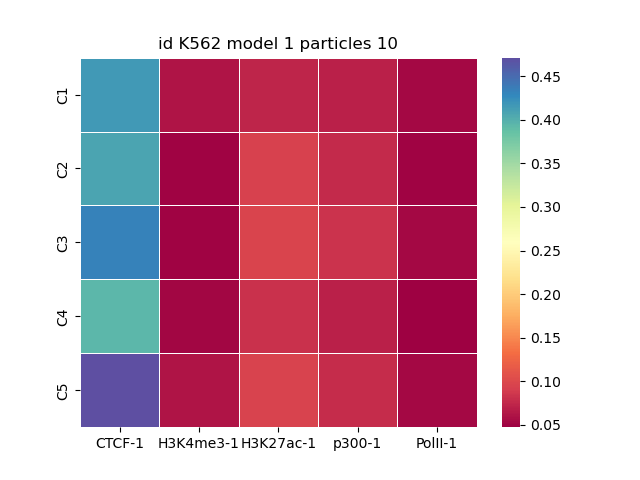 id K562 model 1 particles 10
C1
C2
C3
C4
C5
CTCF-1 H3K4me3-1 H3K27ac-1 p300-1 PolII-1
0.45
0.40
0.35
0.30
0.25
0.20
0.15
0.10
0.05